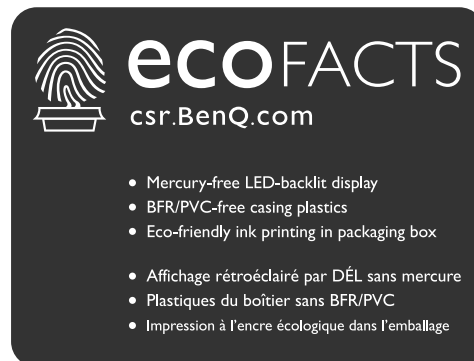 ecoFACTS
csr.BenQ.com
• Mercury-free LED-backlit display
• BFR/PVC-free casing plastics
• Eco-friendly ink printing in packaging box
• Affichage rétroéclairé par DÉL sans mercure
• Plastiques du boîtier sans BFR/PVC
• Impression à l'encre écologique dans l'emballage